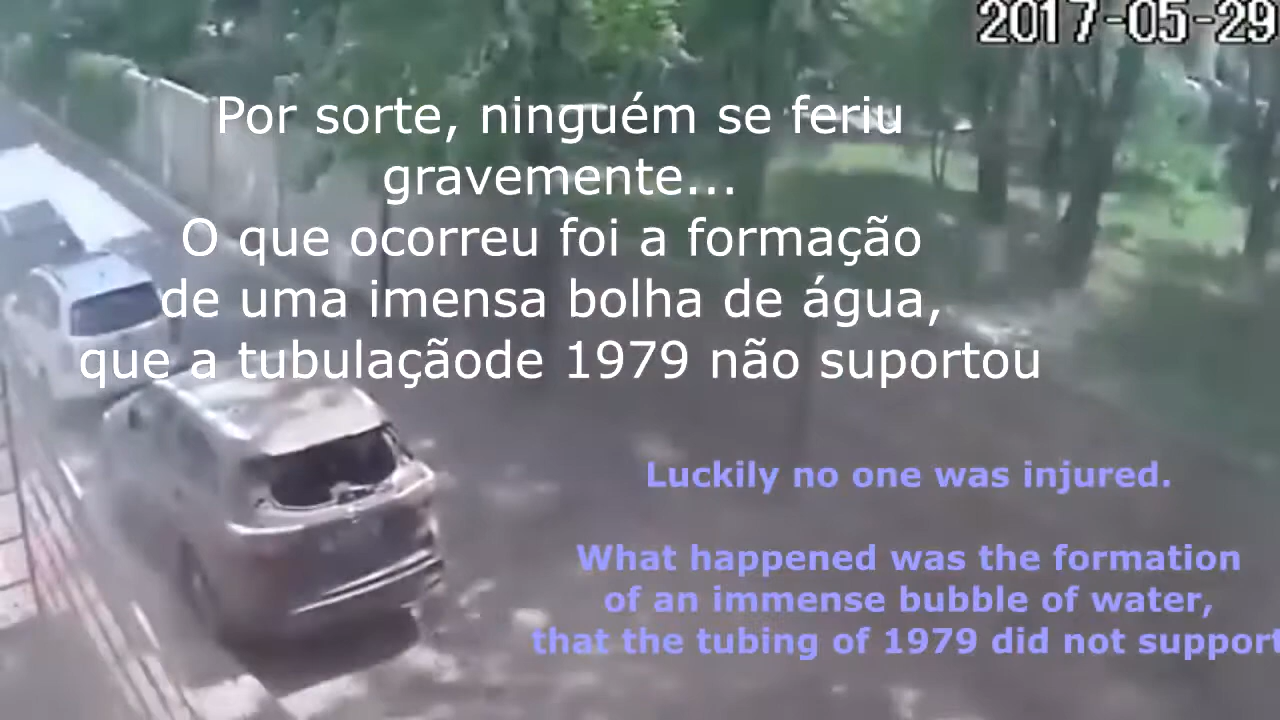 2017-05-29
Por sorte, ninguém se feriu
gravemente...
O que ocorreu foi a formação
de uma imensa bolha de água,
que a tubulaçãode 1979 não suportou
Luckily no one was injured.
What happened was the formation
of an immense bubble of water,
that the tubing of 1979 did not support